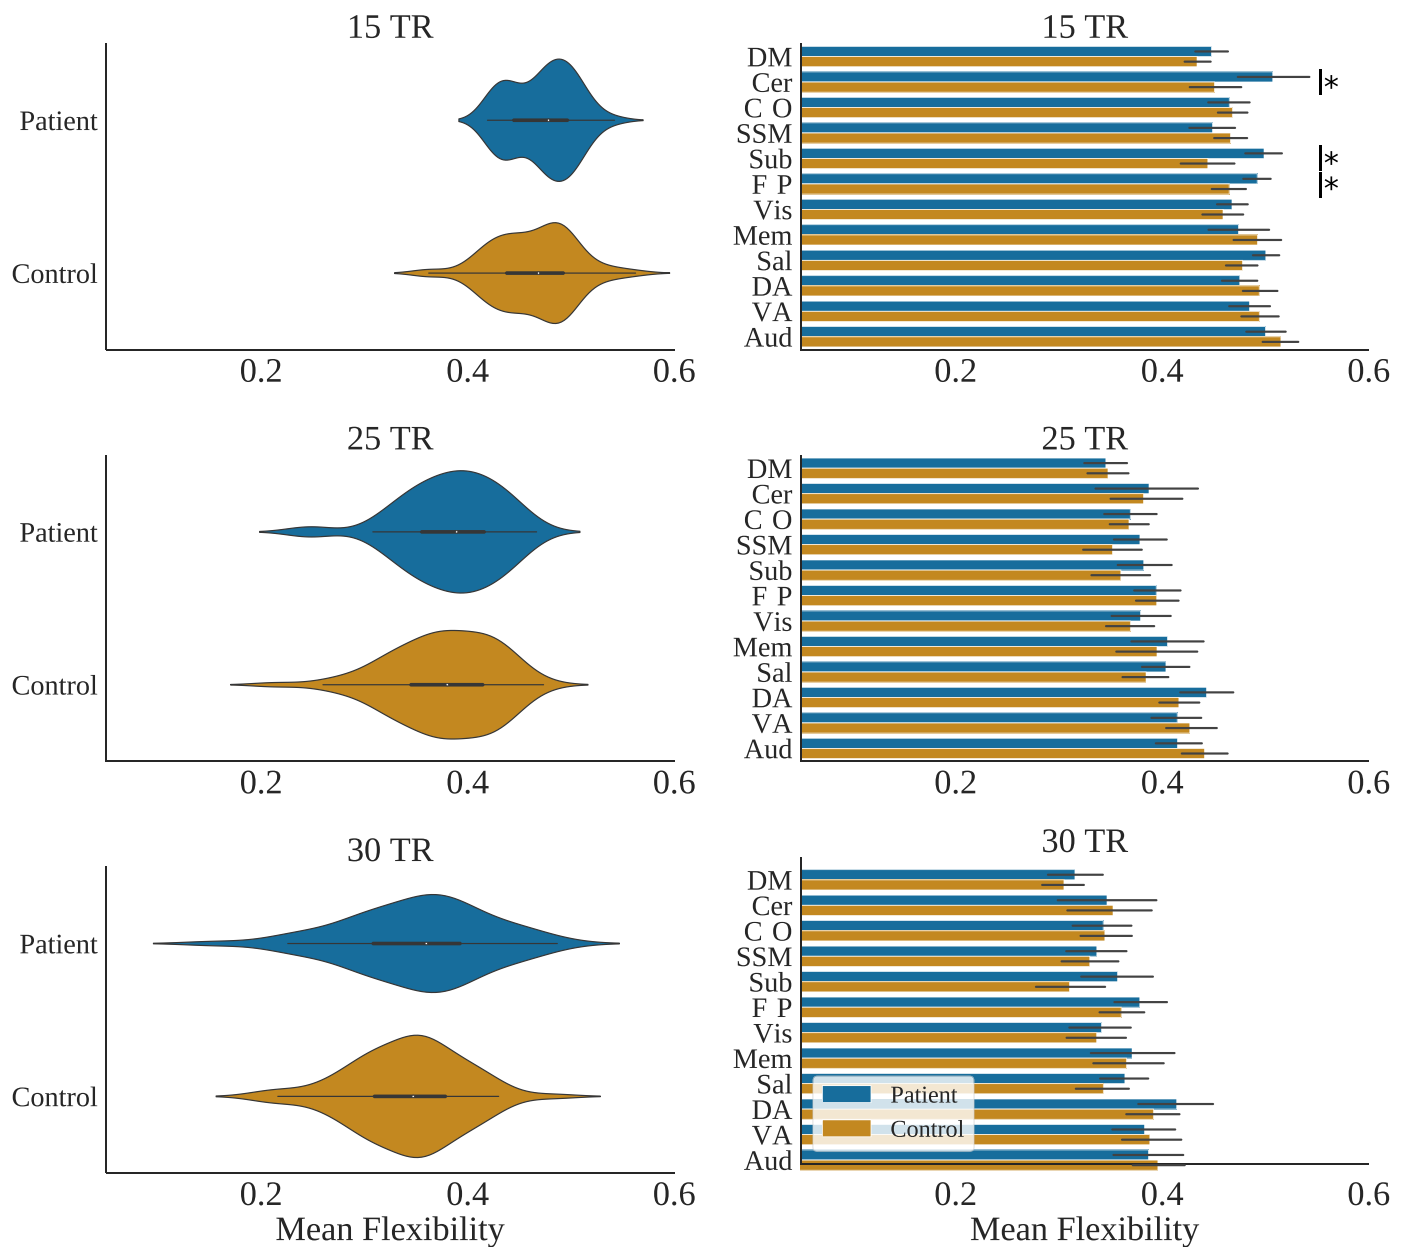 15 TR
Patient
Control
0.2 0.4 0.6
15 TR
DM
Cer *
C O
SSM
Sub *
F P *
Vis
Mem
Sal
DA
VA
Aud
0.2 0.4 0.6
25 TR
Patient
Control
0.2 0.4 0.6
25 TR
DM
Cer
C O
SSM
Sub
F P
Vis
Mem
Sal
DA
VA
Aud
0.2 0.4 0.6
30 TR
Patient
Control
0.2 0.4 0.6
Mean Flexibility
30 TR
DM
Cer
C O
SSM
Sub
F P
Vis
Mem
Sal
DA
VA
Aud
Patient
Control
0.2 0.4 0.6
Mean Flexibility